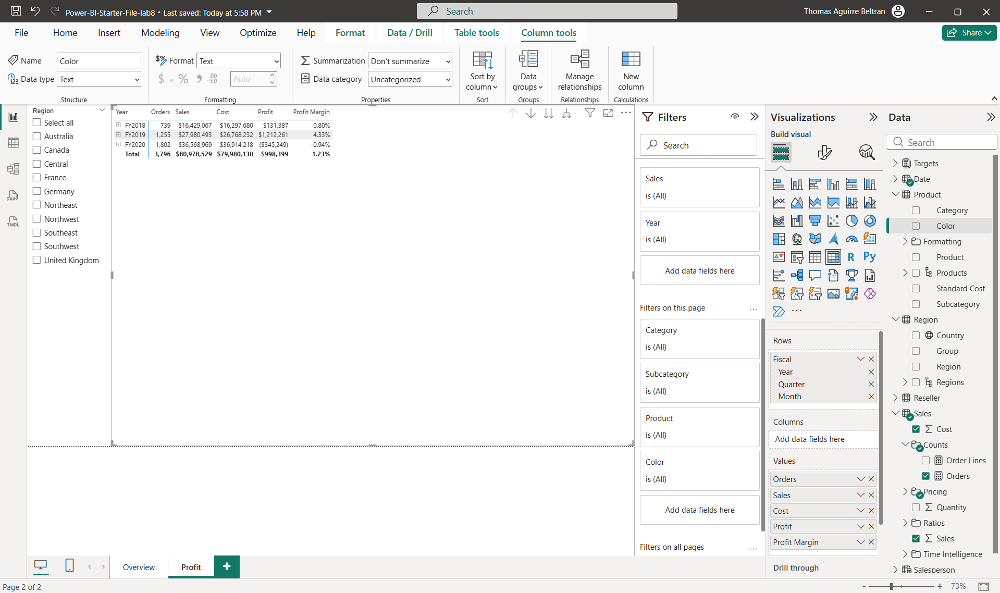 Power-BI-Starter-File-lab8 • Last saved: Today at 5:58 PM
Search
Thomas Aguirre Beltran
File Home Insert Modeling View Optimize Help Format Data / Drill Table tools Column tools
Share
Name Color
Data type Text
Structure
Format Text
$ % 9 .00
Auto
Formatting
Summarization Don't summarize
Data category Uncategorized
Properties
Sort by
column
Sort
Data
groups
Groups
Manage
relationships
Relationships
New
column
Calculations
Region
Select all
Australia
Canada
Central
France
Germany
Northeast
Northwest
Southeast
Southwest
United Kingdom
DAX
TMDL
Year Orders Sales Cost Profit Profit Margin
FY2018 739 $16,429,067 $16,297,680 $131,387 0.80%
FY2019 1,255 $27,980,493 $26,768,232 $1,212,261 4.33%
FY2020 1,802 $36,568,969 $36,914,218 ($345,249) -0.94%
Total 3,796 $80,978,529 $79,980,130 $998,399 1.23%
Filters
Search
Sales
is (All)
Year
is (All)
Add data fields here
Filters on this page
Category
is (All)
Subcategory
is (All)
Product
is (All)
Color
is (All)
Add data fields here
Filters on all pages
Visualizations
Build visual
123
R Py
Rows
Fiscal
Year
Quarter
Month
Columns
Add data fields here
Values
Orders
Sales
Cost
Profit
Profit Margin
Drill through
Data
Search
Targets
Date
Product
Category
Color
Formatting
Product
Products
Standard Cost
Subcategory
Region
Country
Group
Region
Regions
Reseller
Sales
Cost
Counts
Order Lines
Orders
Pricing
Quantity
Ratios
Sales
Time Intelligence
Salesperson
Overview Profit +
Page 2 of 2
- + 73%